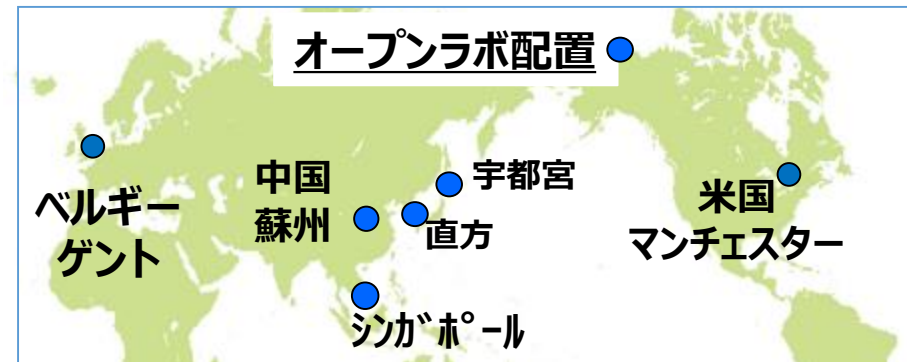 オープンラボ配置
ベルギー
ゲント
中国
蘇州
宇都宮
直方
シンガポール
米国
マンチェスター